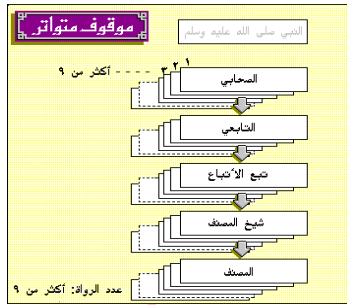 موقوف متواتر
النبي صلى الله عليه وسلم
١ ٢ ٣ - - - - أكثر من ٩
الصحابي
التابعي
تبع الأتباع
شيخ المصنف
المصنف
عدد الرواة: أكثر من ٩